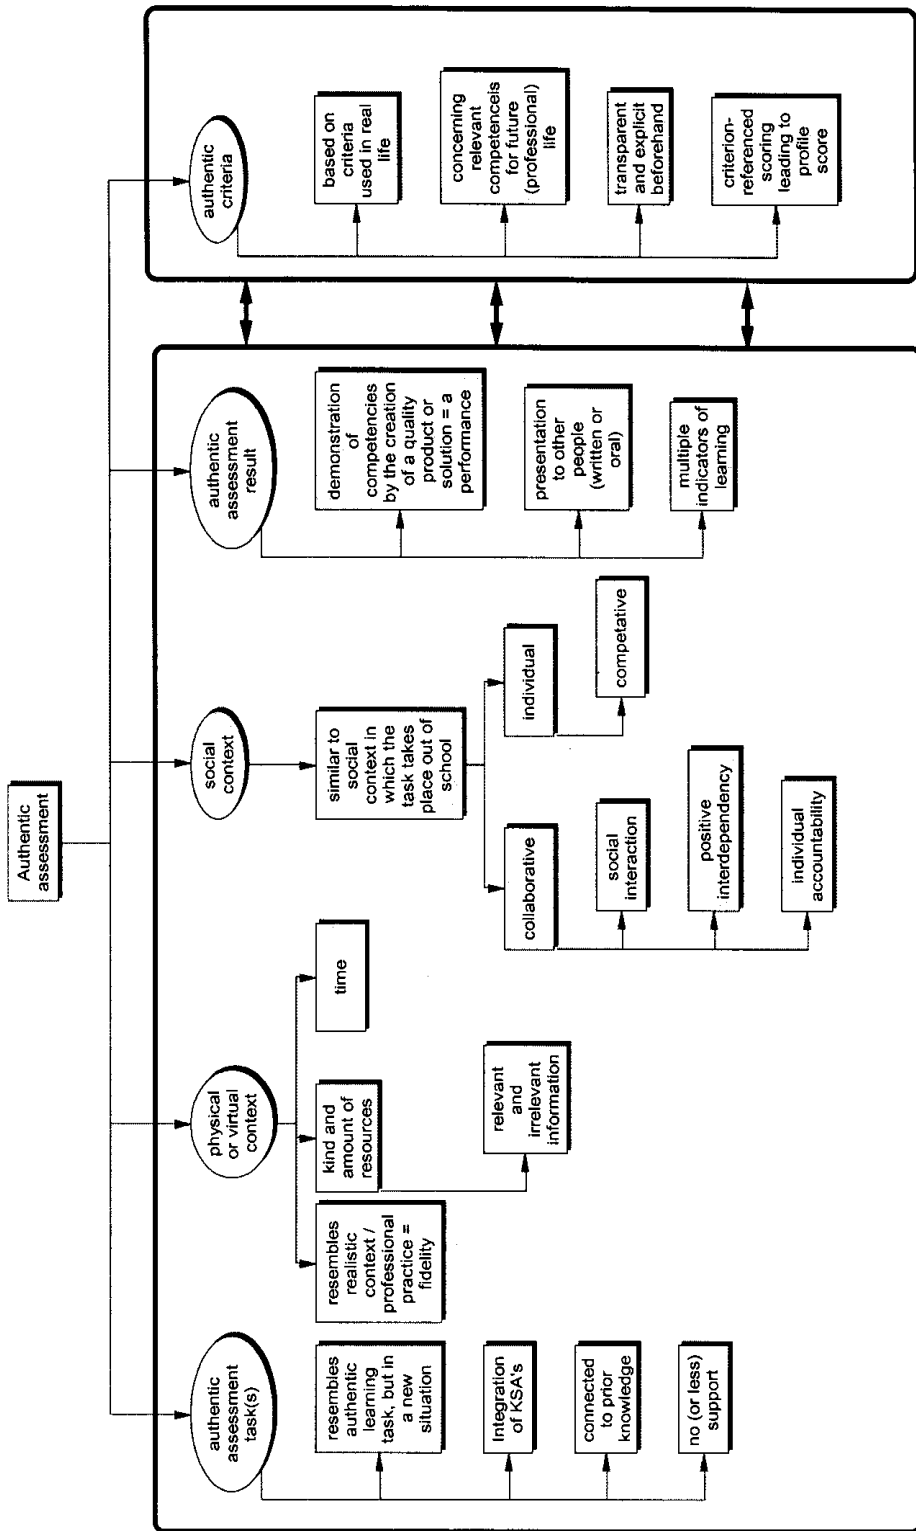 Authentic
assessment
authentic
assessment
task(s)
resembles
authentic
learning
task, but in
a new
situation
Integration
of KSA's
connected
to prior
knowledge
no (or less)
support
physical
or virtual
context
resembles
realistic
context /
professional
practice =
fidelity
kind and
amount of
resources
relevant
and
irrelevant
information
time
social
context
similar to
social
context in
which the
task takes
place out of
school
collaborative
social
interaction
positive
interdependency
individual
accountability
individual
competative
authentic
assessment
result
demonstration
of
competencies
by the creation
of a quality
product or
solution = a
performance
presentation
to other
people
(written or
oral)
multiple
indicators of
learning
authentic
criteria
based on
criteria
used in real
life
concerning
relevant
competenceis
for future
(professional)
life
transparent
and explicit
beforehand
criterion-
referenced
scoring
leading to
profile
score